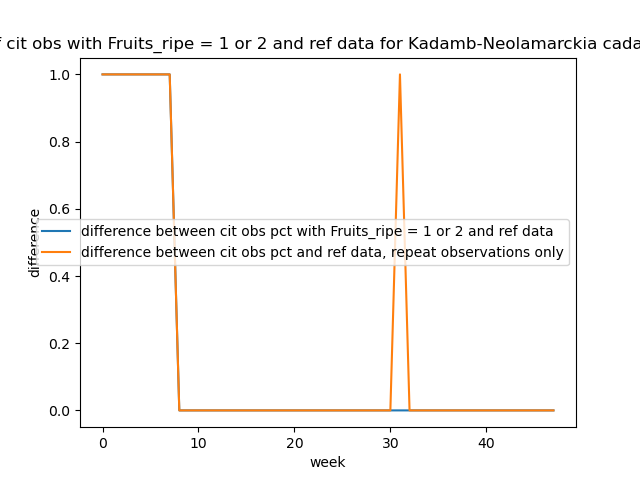 cit obs with Fruits_ripe = 1 or 2 and ref data for Kadamb-Neolamarckia
1.0
0.8
0.6
0.4
0.2
0.0
difference
difference between cit obs pct with Fruits_ripe = 1 or 2 and ref data
difference between cit obs pct and ref data, repeat observations only
0 10 20 30 40
week